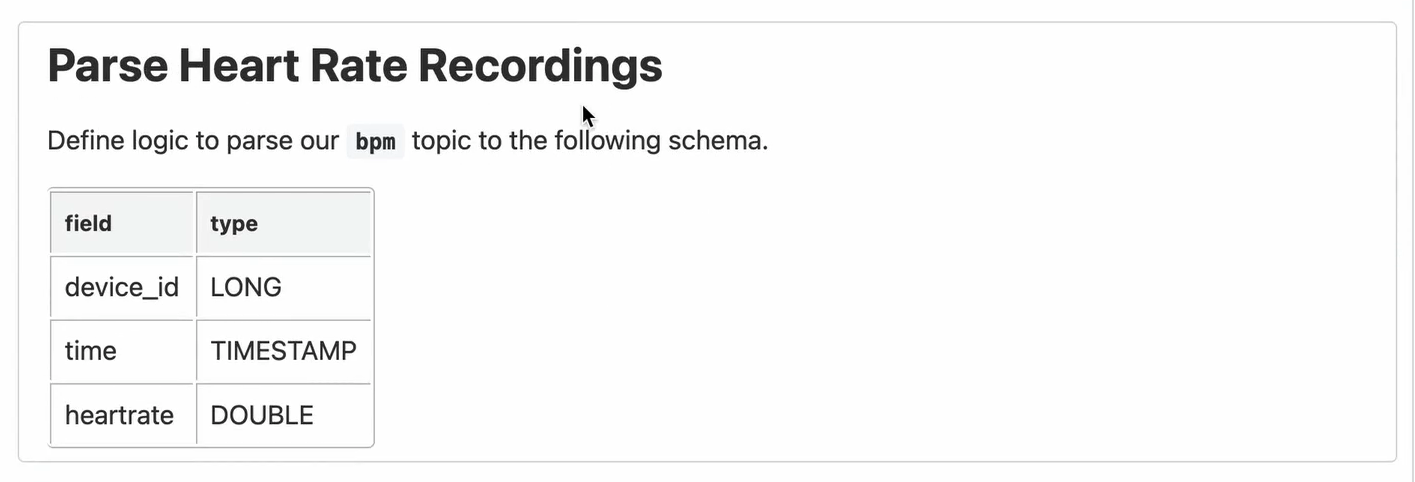 Parse Heart Rate Recordings
Define logic to parse our bpm topic to the following schema.
field type
device_id LONG
time TIMESTAMP
heartrate DOUBLE